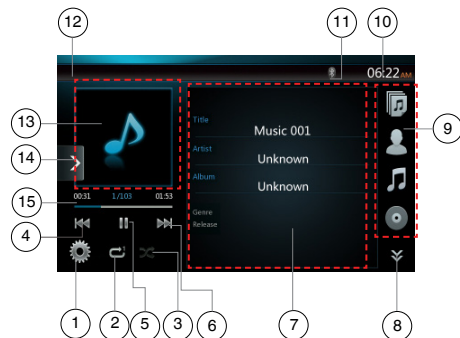 12
11
10
06:22 AM
13
9
Title
Music 001
Artist
14
Unknown
Album
Unknown
15
00:31 1/103 01:53
Genre
Release
4
1
2
5
3
6
7
8